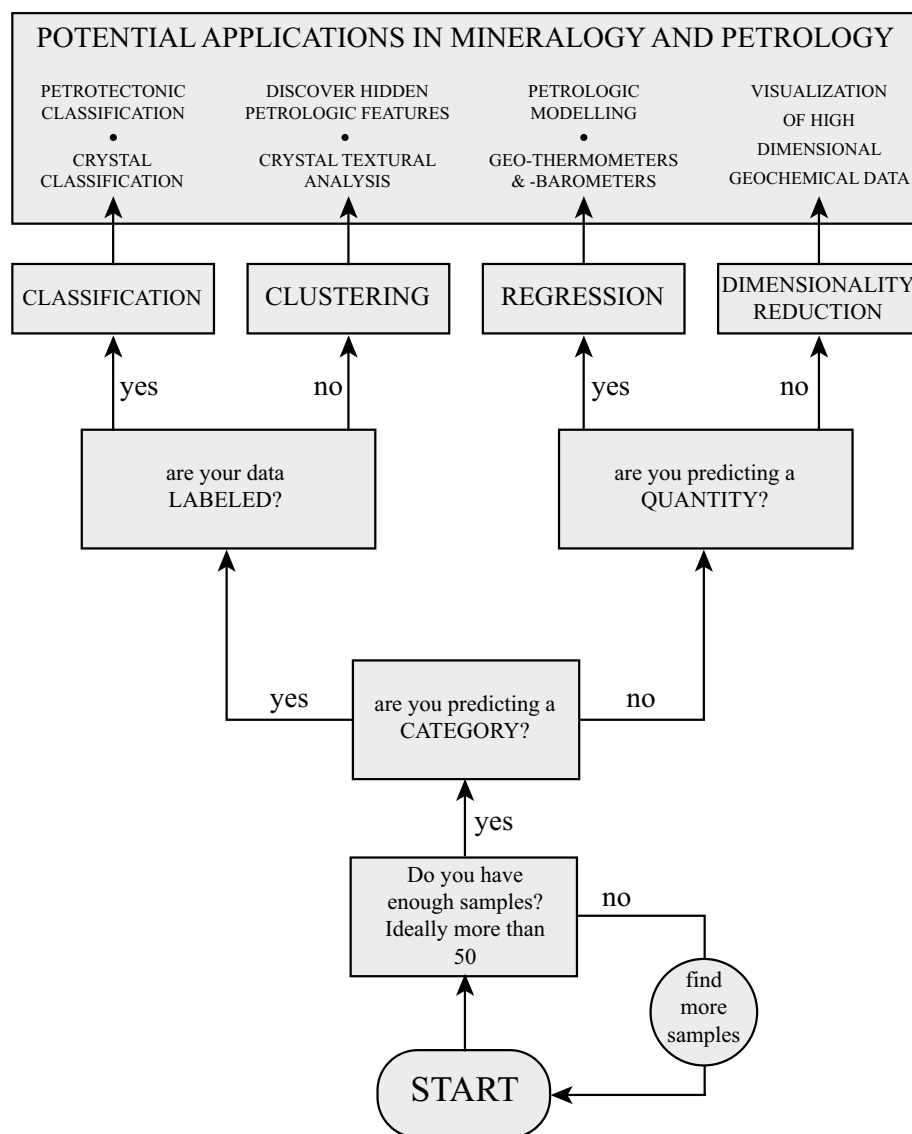 POTENTIAL APPLICATIONS IN MINERALOGY AND PETROLOGY
PETROTECTONIC
CLASSIFICATION
•
CRYSTAL
CLASSIFICATION
DISCOVER HIDDEN
PETROLOGIC FEATURES
•
CRYSTAL TEXTURAL
ANALYSIS
PETROLOGIC
MODELLING
•
GEO-THERMOMETERS
& -BAROMETERS
VISUALIZATION
OF HIGH
DIMENSIONAL
GEOCHEMICAL DATA
CLASSIFICATION
CLUSTERING
REGRESSION
DIMENSIONALITY
REDUCTION
yes
no
yes
no
are your data
LABELED?
are you predicting a
QUANTITY?
yes
are you predicting a
CATEGORY?
no
yes
Do you have
enough samples?
Ideally more than
50
no
find
more
samples
START